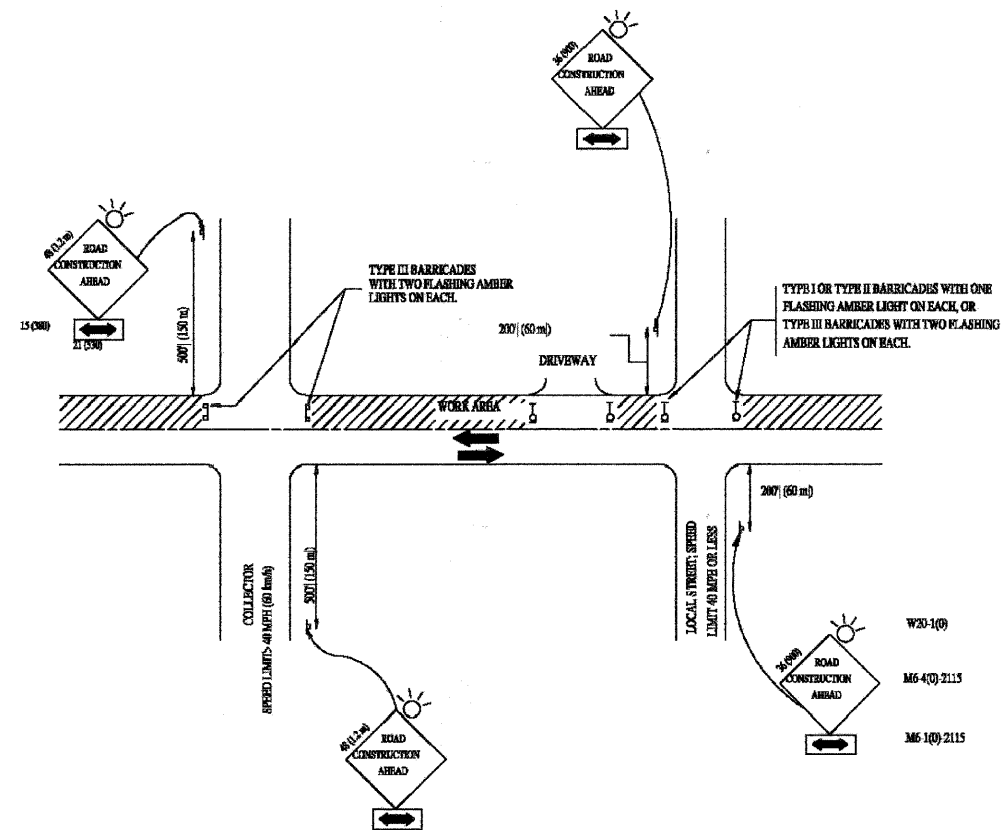 36 (900)
ROAD
CONSTRUCTION
AHEAD
48 (1.2 m)
ROAD
CONSTRUCTION
AHEAD
15 (380)
21 (530)
500' (150 m)
TYPE III BARRICADES
WITH TWO FLASHING AMBER
LIGHTS ON EACH.
200' (60 m)
DRIVEWAY
TYPE I OR TYPE II BARRICADES WITH ONE
FLASHING AMBER LIGHT ON EACH, OR
TYPE III BARRICADES WITH TWO FLASHING
AMBER LIGHTS ON EACH.
WORK AREA
COLLECTOR
SPEED LIMIT> 40 MPH (60 km/h)
500' (150 m)
LOCAL STREET; SPEED
LIMIT 40 MPH OR LESS
200' (60 m)
48 (1.2 m)
ROAD
CONSTRUCTION
AHEAD
36 (900)
ROAD
CONSTRUCTION
AHEAD
W20-1(0)
M6-4(0)-2115
M6-1(0)-2115